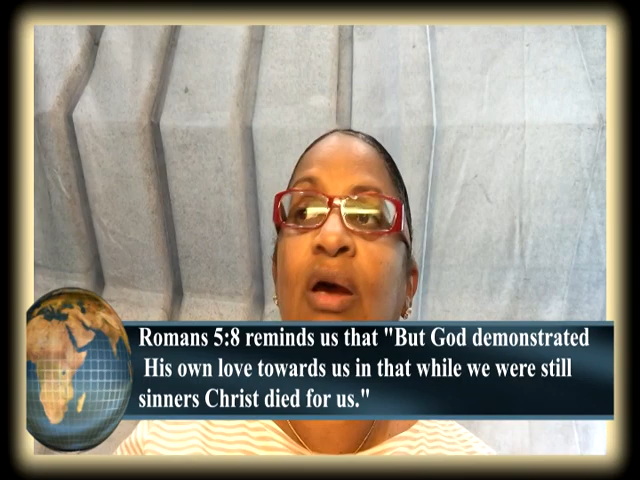 Romans 5:8 reminds us that "But God demonstrated
His own love towards us in that while we were still
sinners Christ died for us."